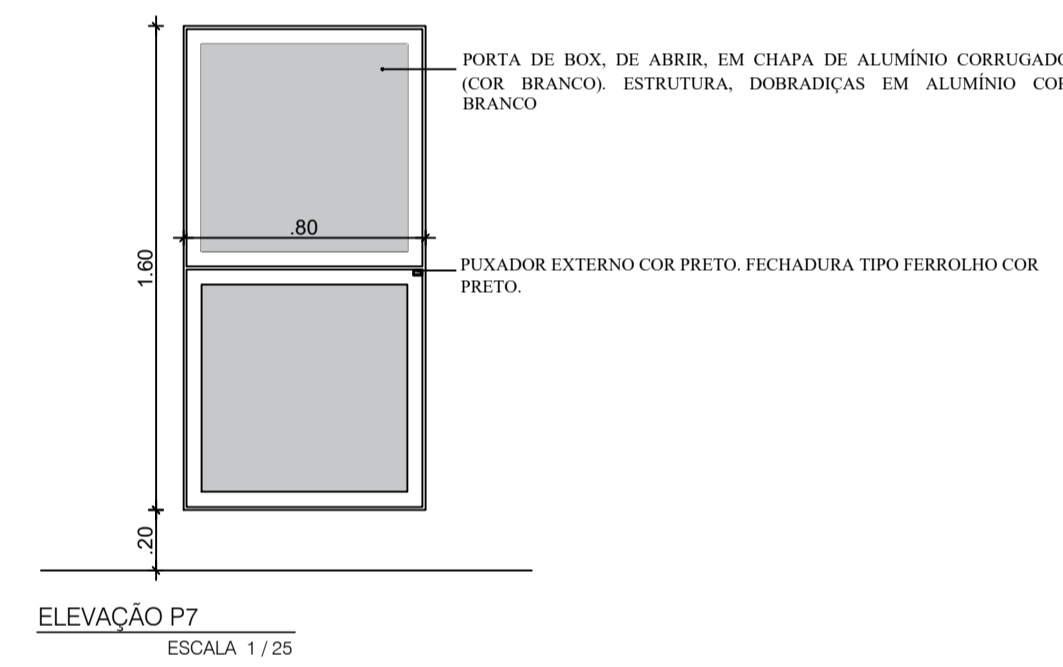 PORTA DE BOX, DE ABRIR, EM CHAPA DE ALUMÍNIO CORRUGADO
(COR BRANCO). ESTRUTURA, DOBRADIÇAS EM ALUMÍNIO COR
BRANCO
.80
1.60
PUXADOR EXTERNO COR PRETO. FECHADURA TIPO FERROLHO COR
PRETO.
.20
ELEVAÇÃO P7
ESCALA 1 / 25